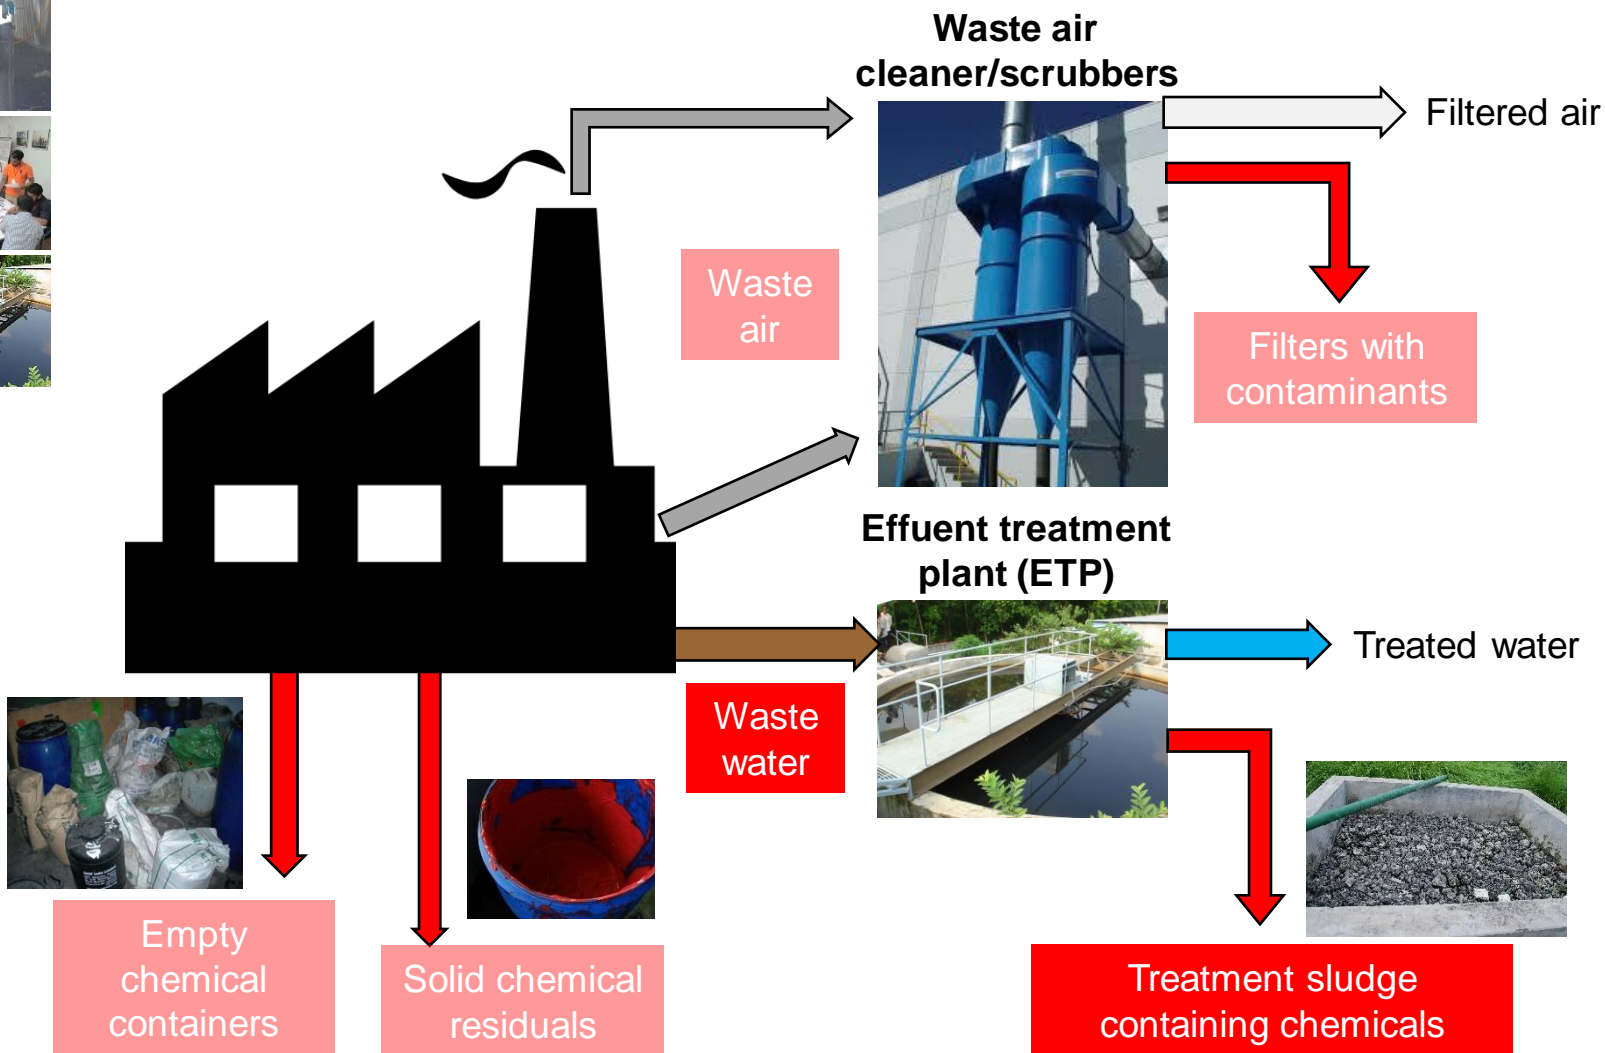 Waste air
cleaner/scrubbers
Filtered air
Waste
air
Filters with
contaminants
Effuent treatment
plant (ETP)
Treated water
Waste
water
Empty
chemical
containers
Solid chemical
residuals
Treatment sludge
containing chemicals